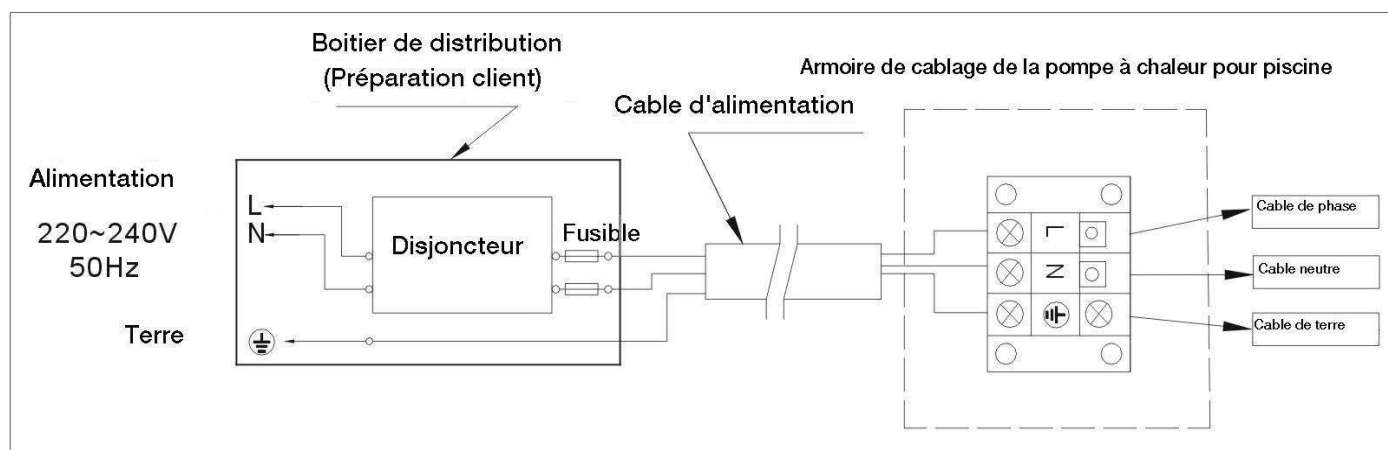 Boitier de distribution
(Préparation client)
Armoire de cablage de la pompe à chaleur pour piscine
Cable d'alimentation
Alimentation
220~240V
50Hz
L
N
Disjoncteur
Fusible
Terre
L
N
Cable de phase
Cable neutre
Cable de terre